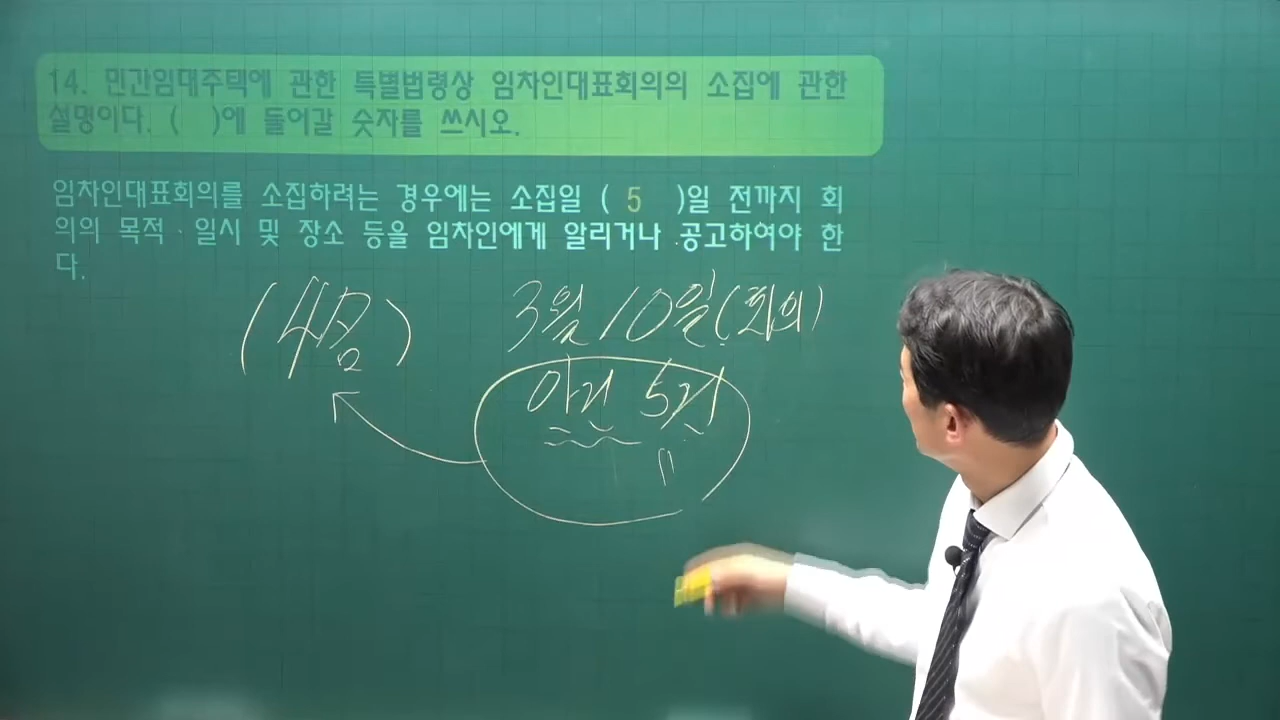 14. 민간임대주택에 관한 특별법령상 임차인대표회의의 소집에 관한
설명이다. (   )에 들어갈 숫자를 쓰시오.
임차인대표회의를 소집하려는 경우에는 소집일 ( 5 )일 전까지 회
의의 목적·일시 및 장소 등을 임차인에게 알리거나 공고하여야 한
다.
3월 10일(회의)
안건 5건